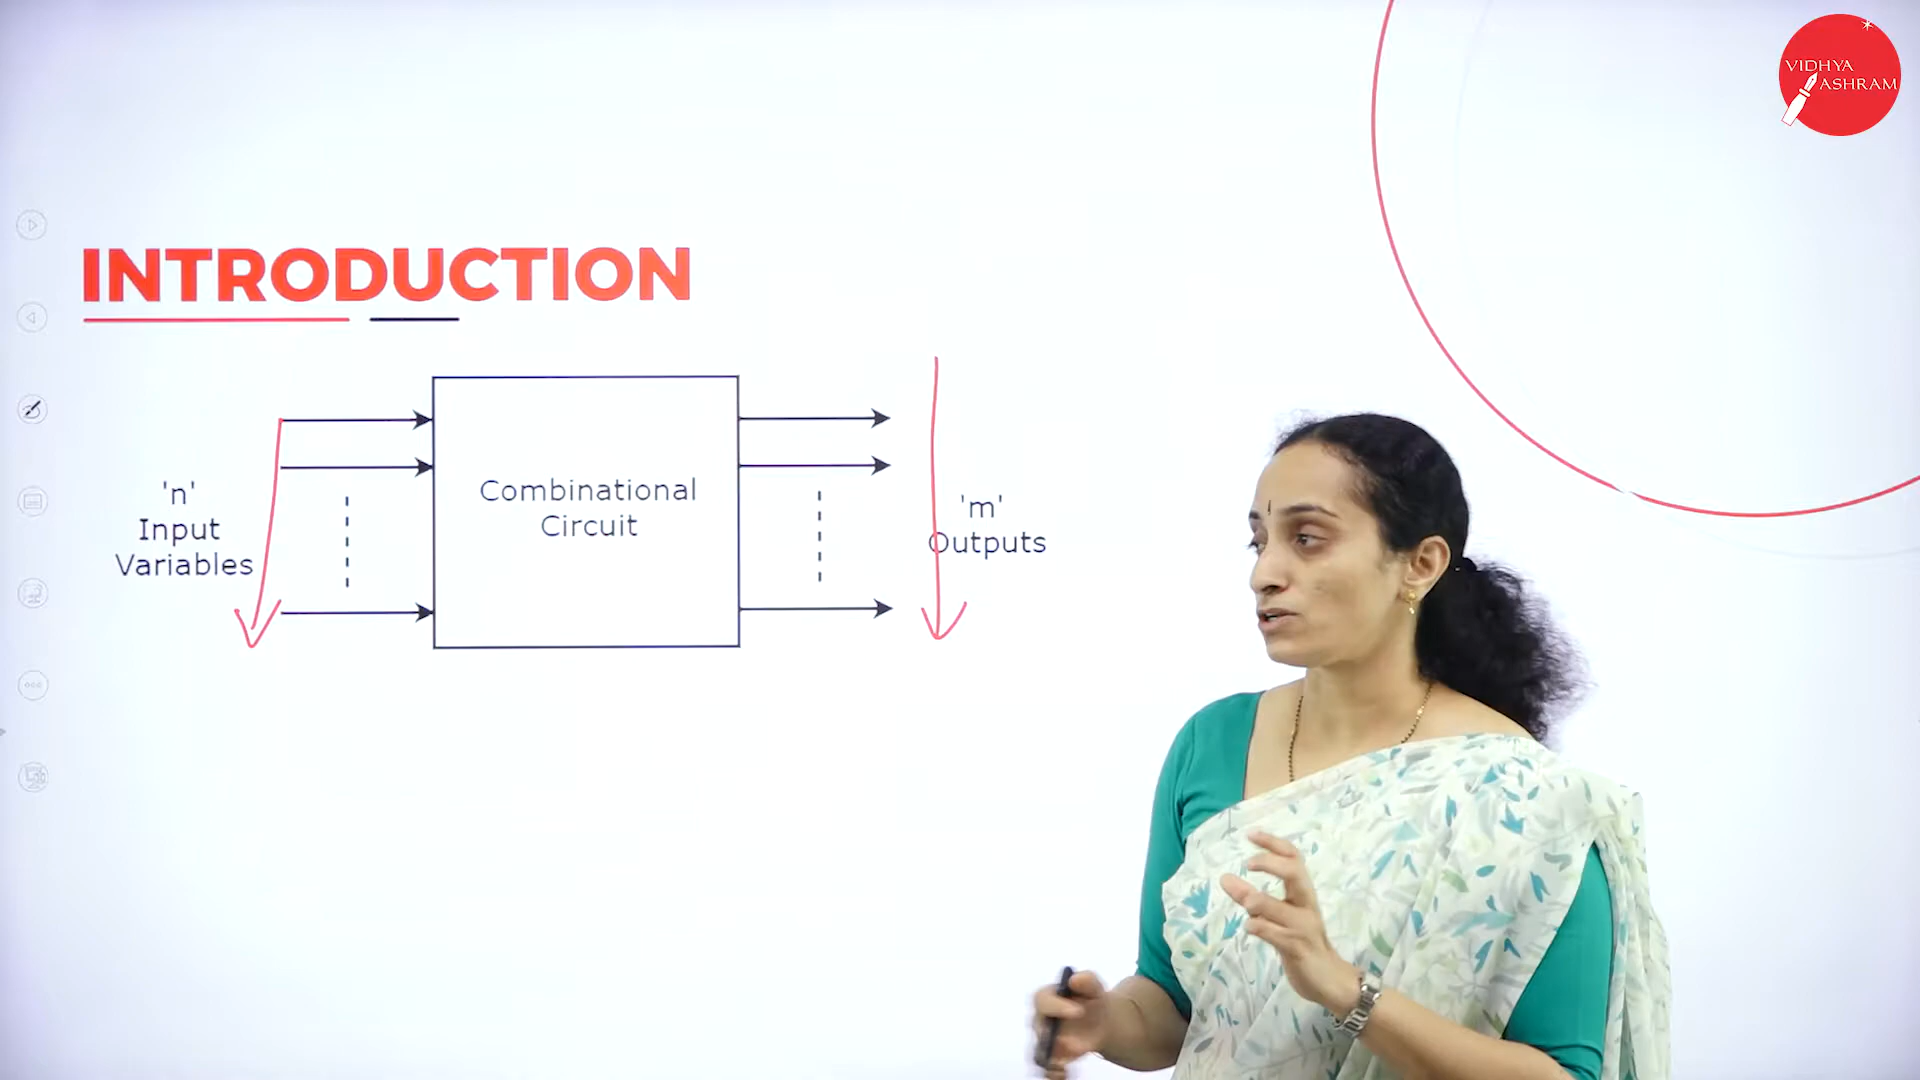 VIDHYA
ASHRAM
INTRODUCTION
'n'
Input
Variables
Combinational
Circuit
'm'
Outputs